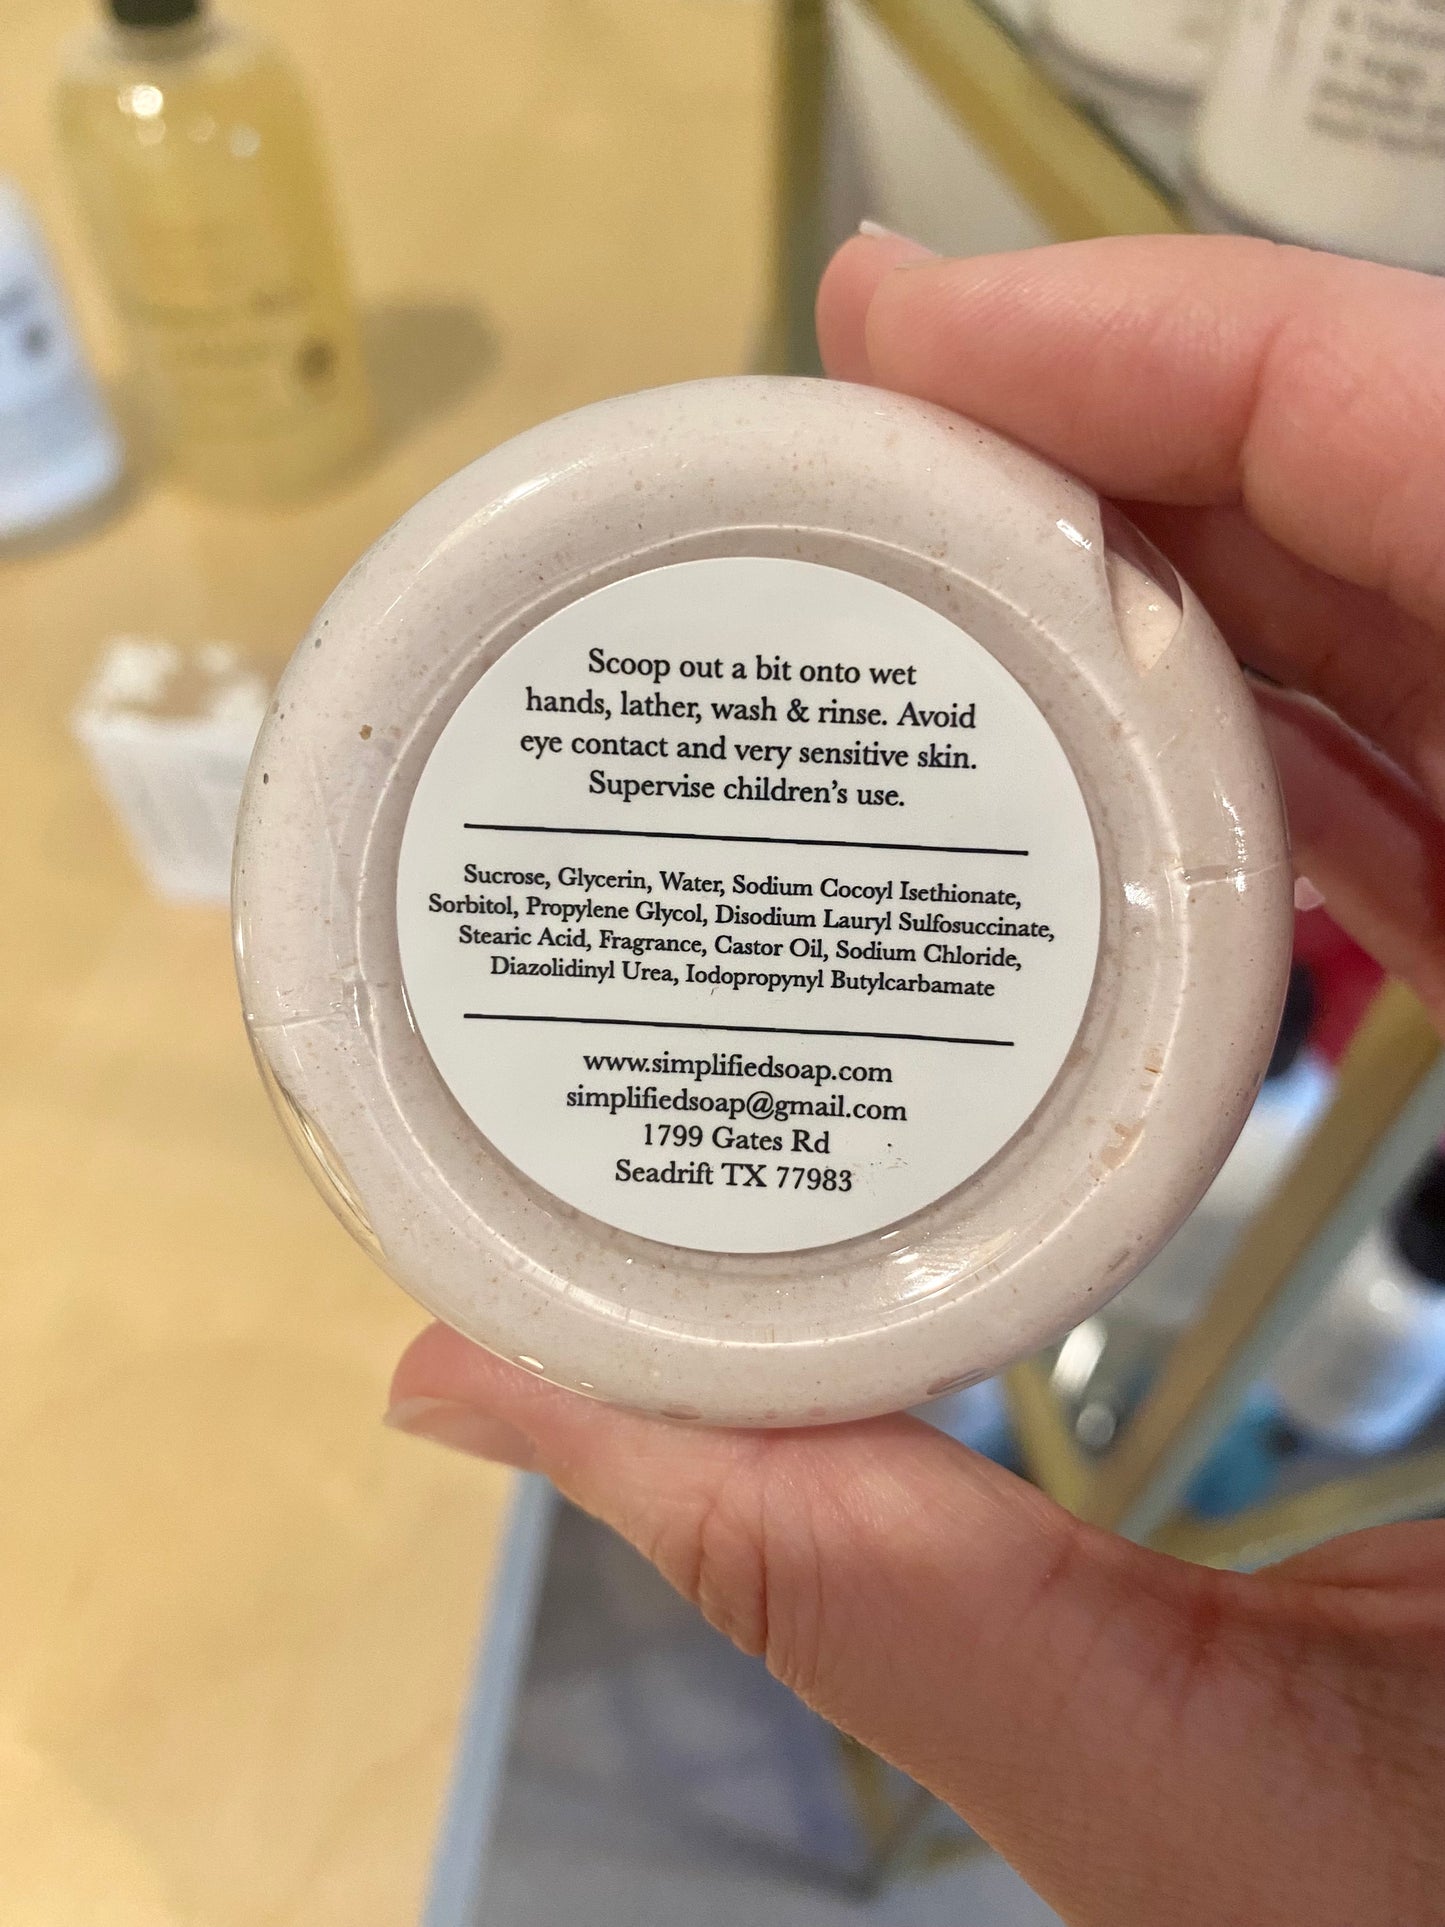 Scoop out a bit onto wet
hands, lather, wash & rinse. Avoid
eye contact and very sensitive skin.
Supervise children's use.
Sucrose, Glycerin, Water, Sodium Cocoyl Isethionate,
Sorbitol, Propylene Glycol, Disodium Lauryl Sulfosuccinate,
Stearic Acid, Fragrance, Castor Oil, Sodium Chloride,
Diazolidinyl Urea, Iodopropynyl Butylcarbamate
www.simplifiedsoap.com
simplifiedsoap@gmail.com
1799 Gates Rd
Seadrift TX 77983